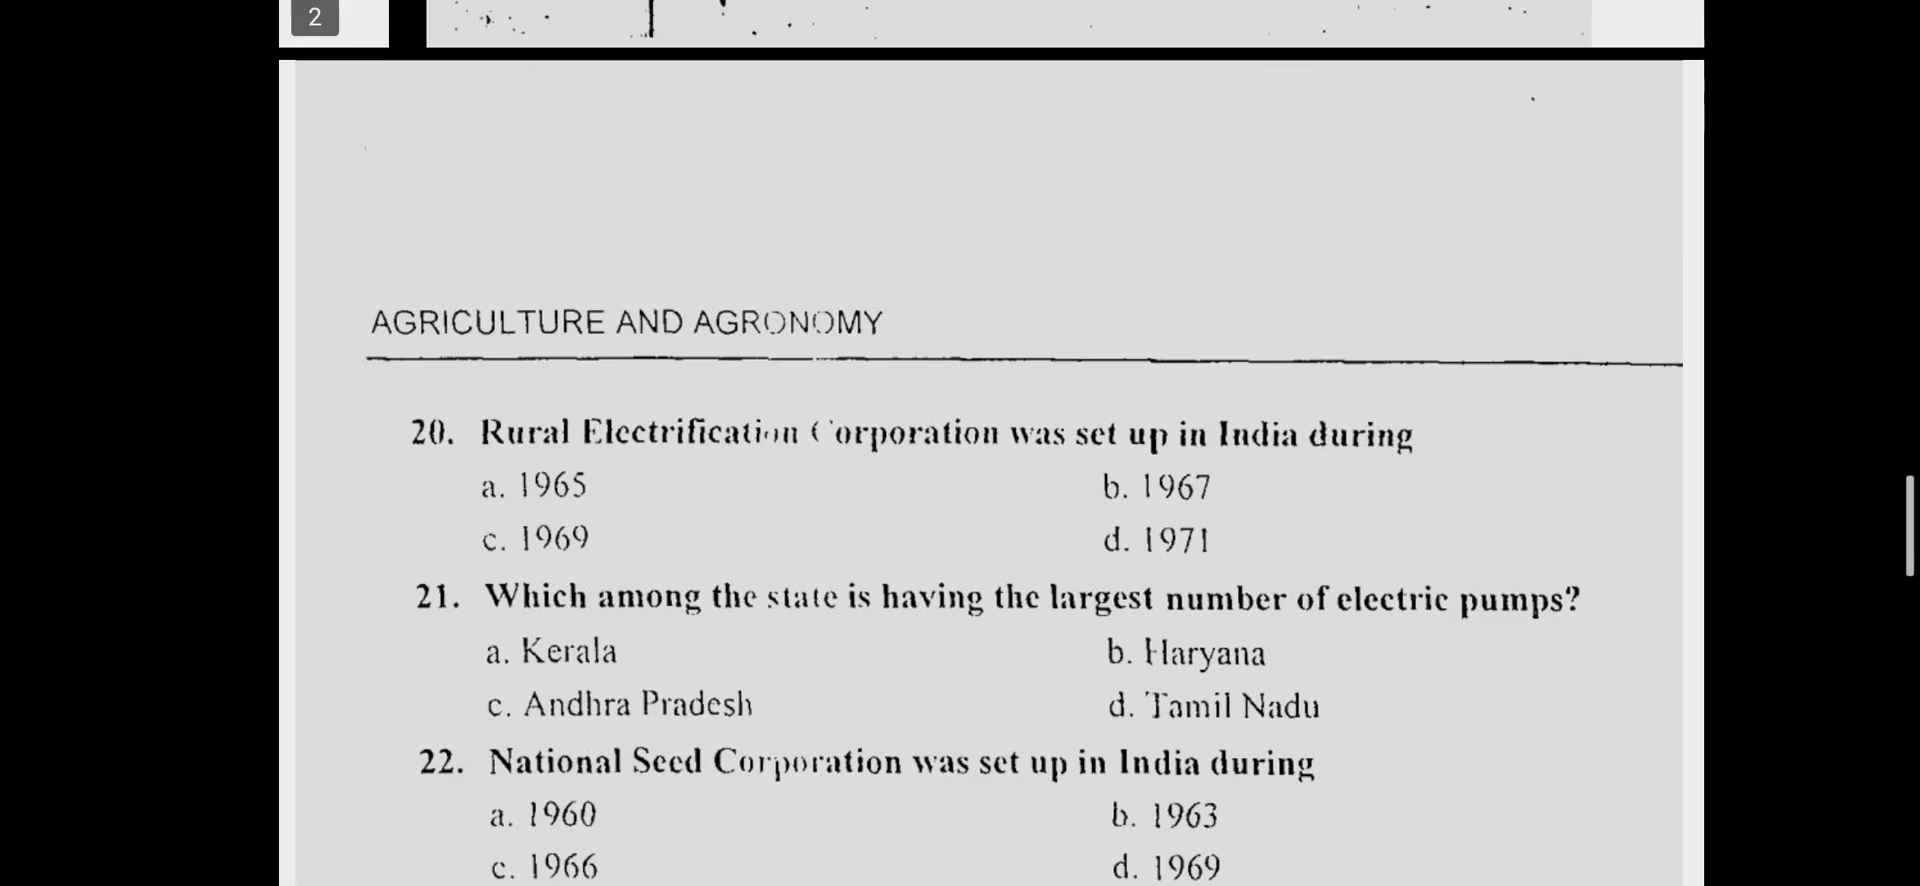 2
AGRICULTURE AND AGRONOMY
20. Rural Electrification Corporation was set up in India during
a. 1965 b. 1967
c. 1969 d. 1971
21. Which among the state is having the largest number of electric pumps?
a. Kerala b. Haryana
c. Andhra Pradesh d. Tamil Nadu
22. National Seed Corporation was set up in India during
a. 1960 b. 1963
c. 1966 d. 1969